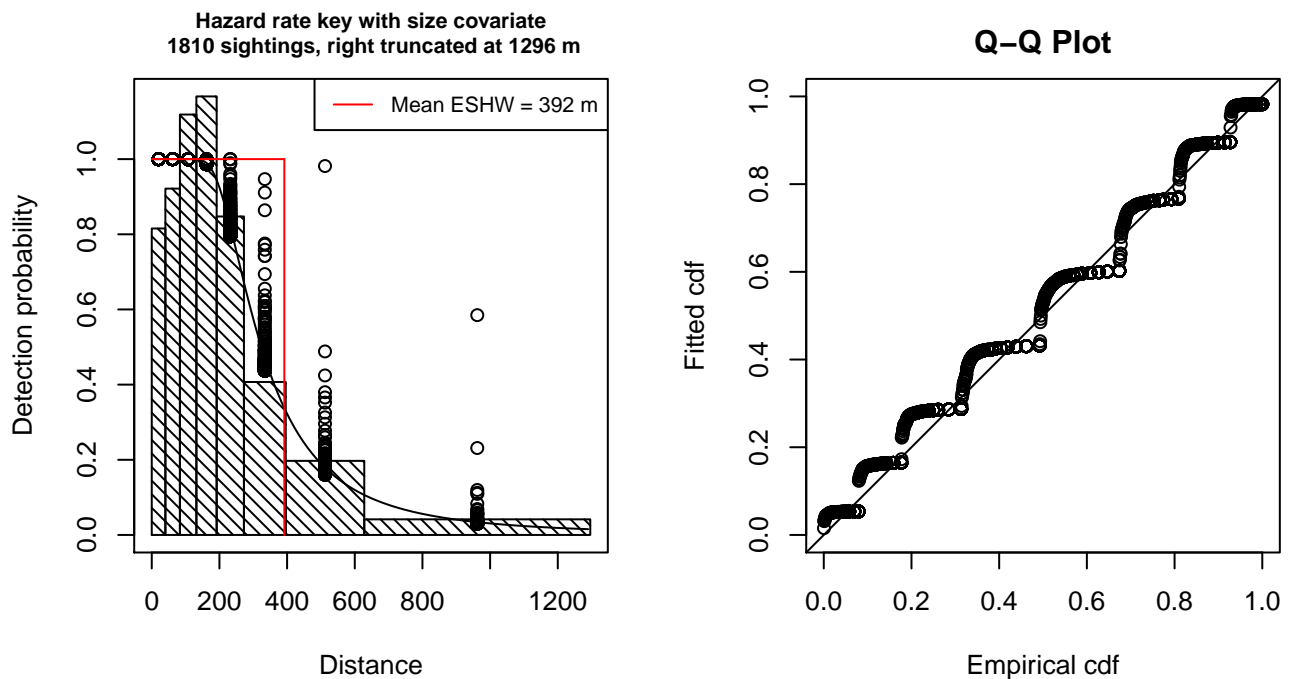 Hazard rate key with size covariate
1810 sightings, right truncated at 1296 m
Mean ESHW = 392 m
Detection probability
0.0 0.2 0.4 0.6 0.8 1.0
0 200 400 600 800 1200
Distance
Q−Q Plot
Fitted cdf
0.0 0.2 0.4 0.6 0.8 1.0
0.0 0.2 0.4 0.6 0.8 1.0
Empirical cdf